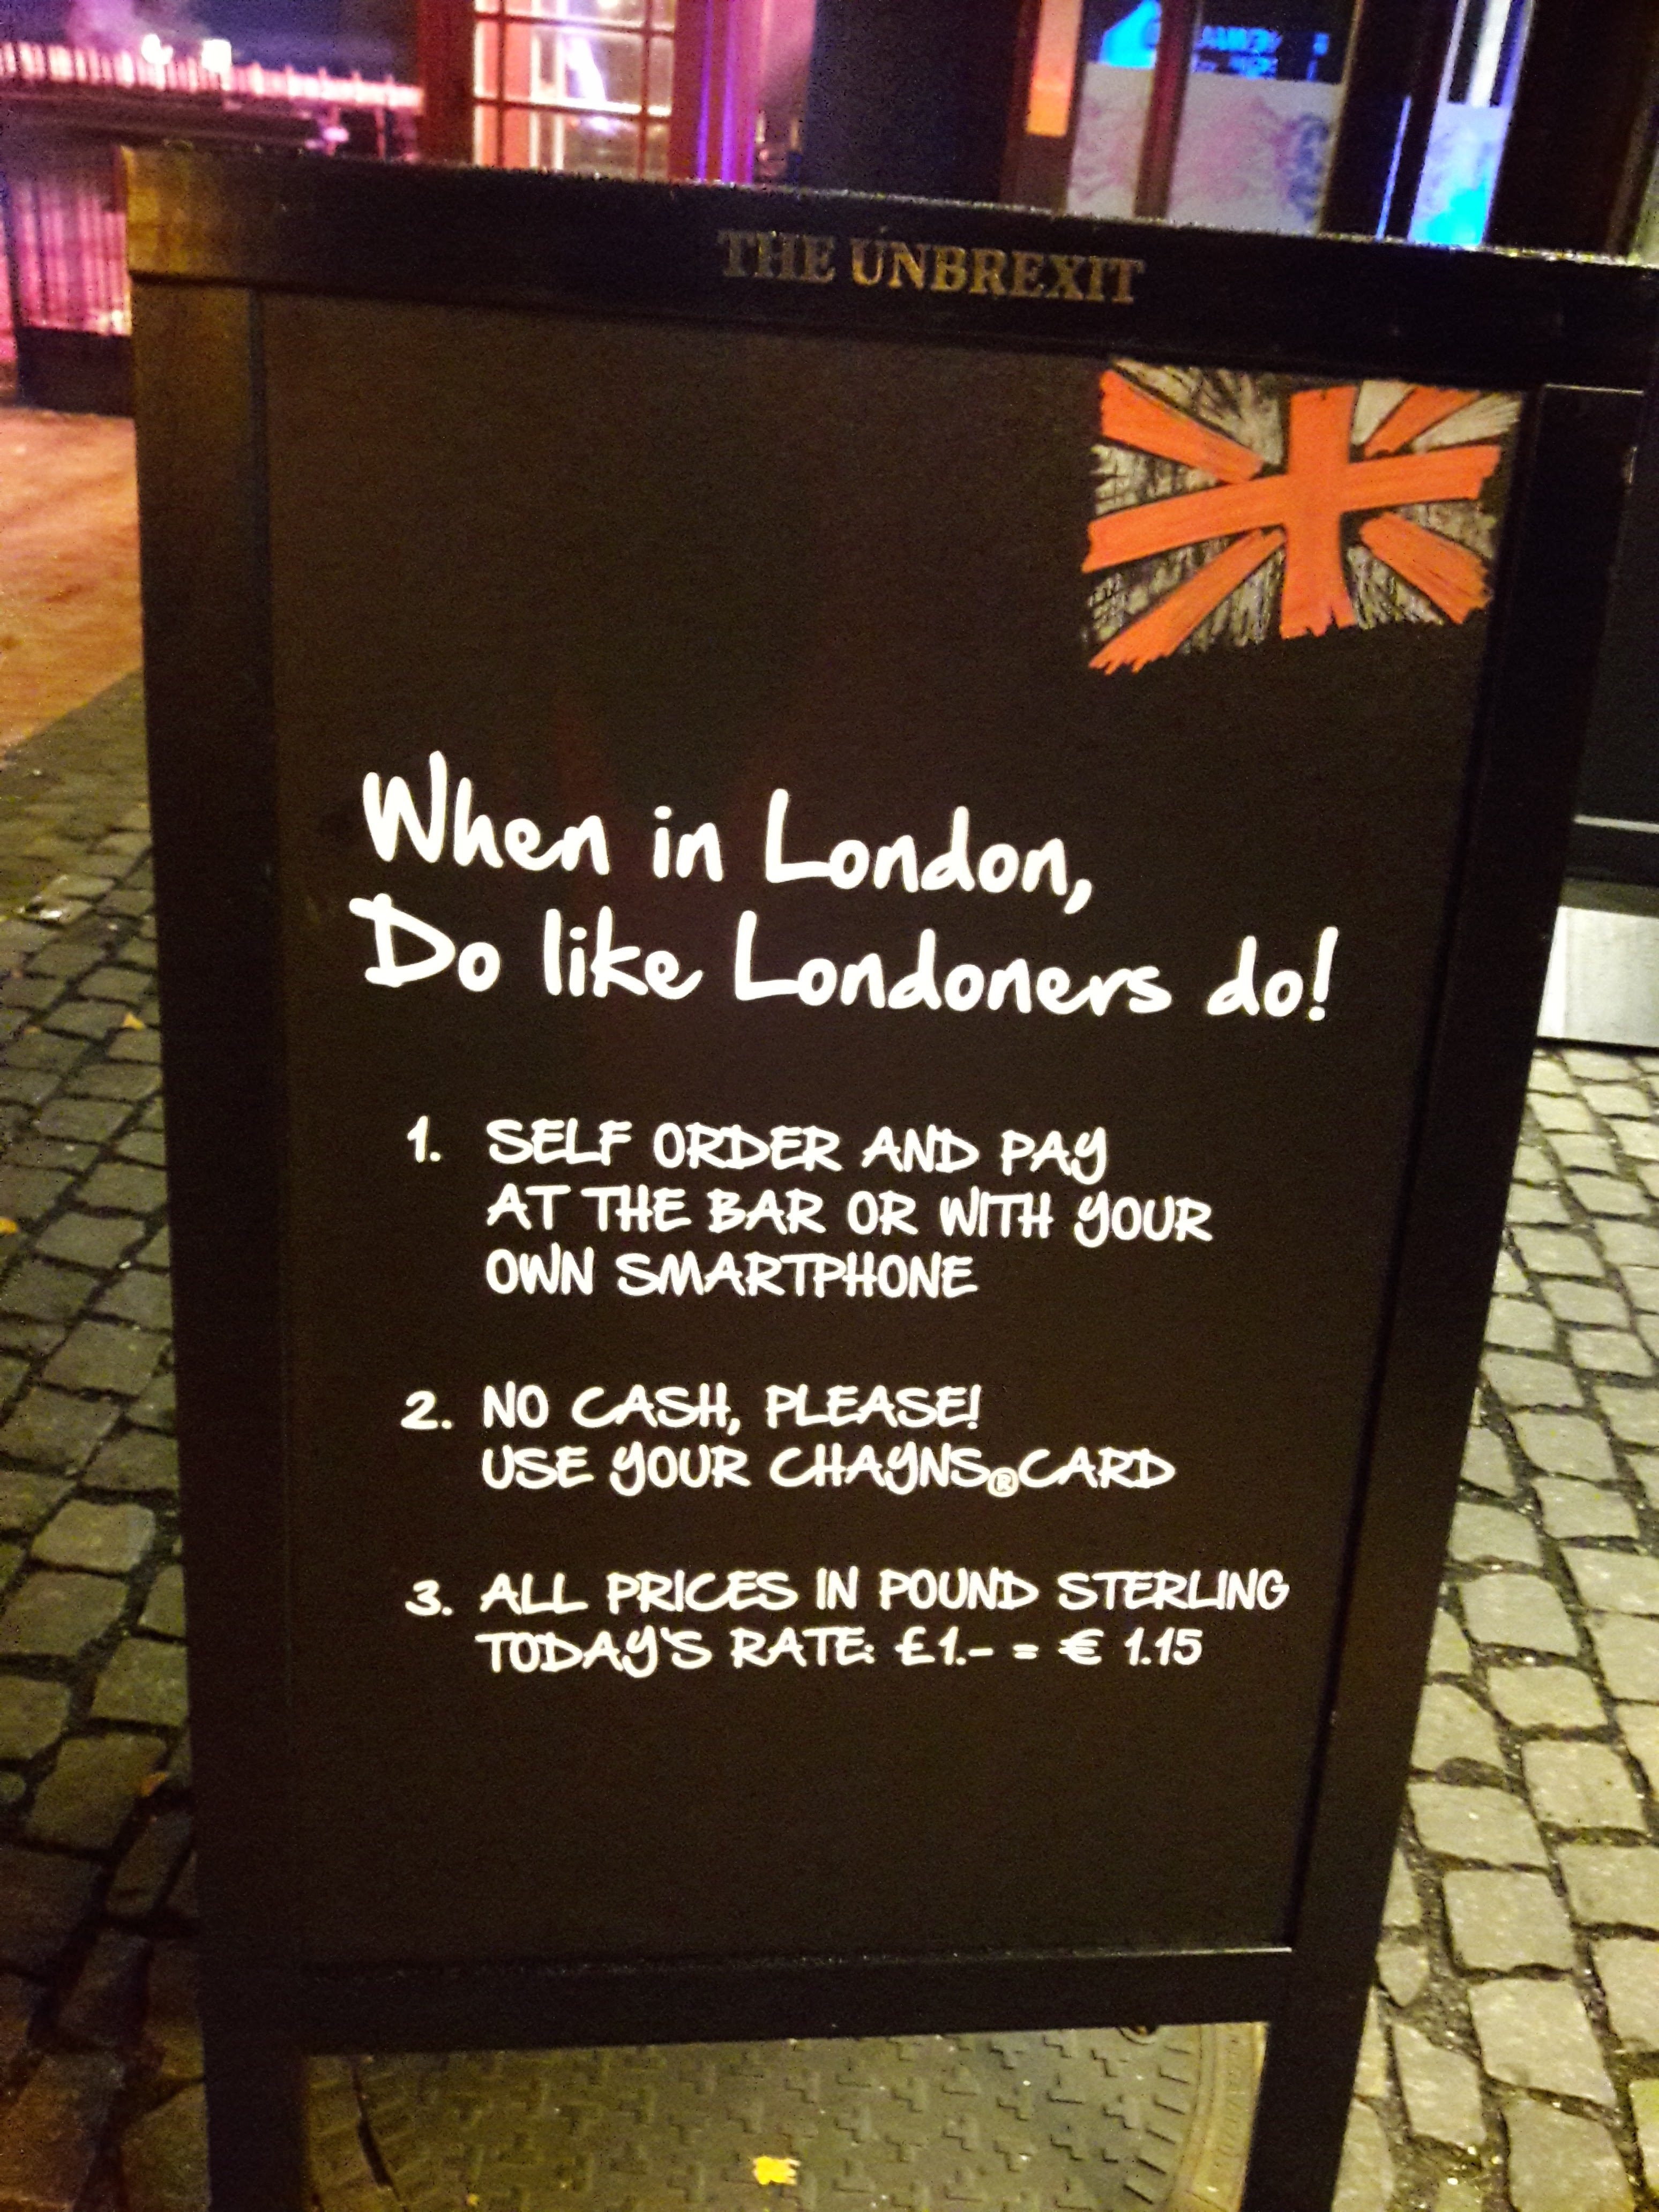 THE UNBREXIT
When in London,
Do like Londoners do!
1. SELF ORDER AND PAY
AT THE BAR OR WITH YOUR
OWN SMARTPHONE
2. NO CASH, PLEASE!
USE YOUR CHAYNS®CARD
3. ALL PRICES IN POUND STERLING
TODAY'S RATE: £1.- = € 1.15